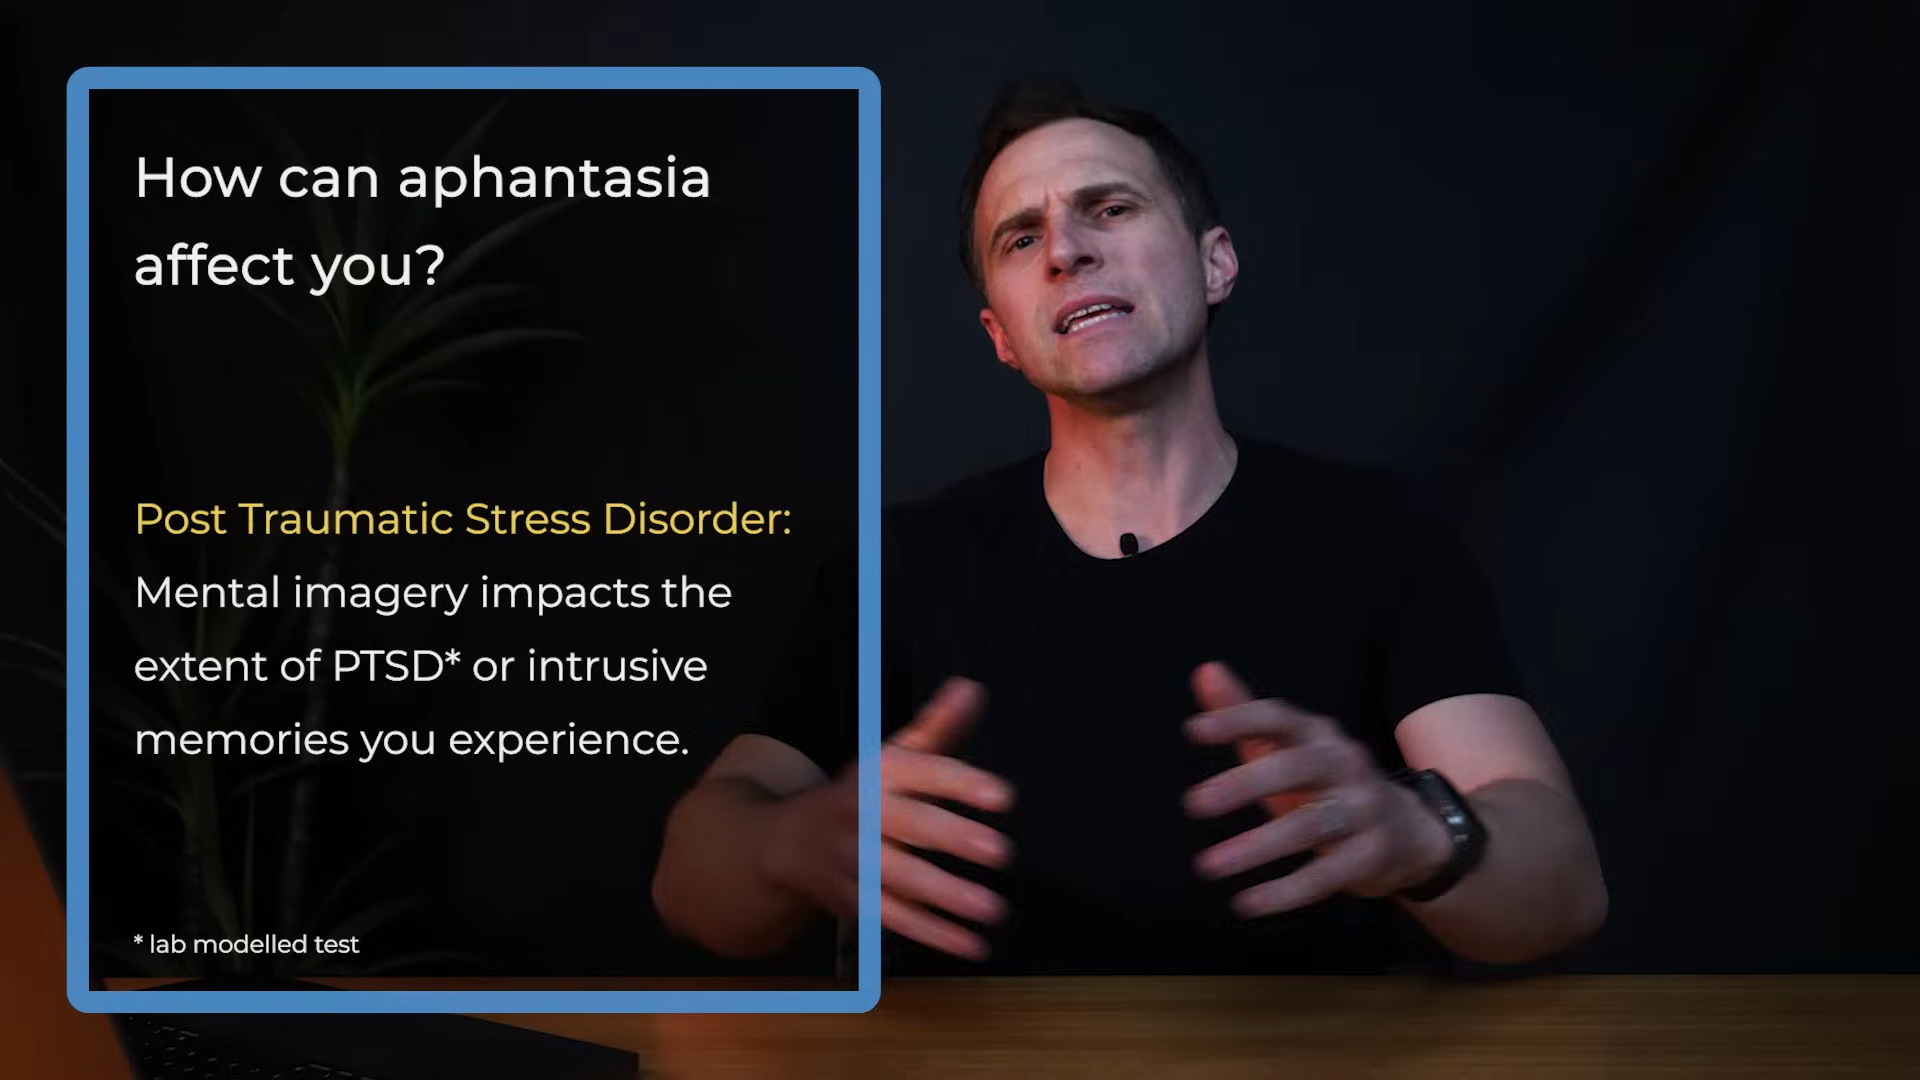 How can aphantasia
affect you?
Post Traumatic Stress Disorder:
Mental imagery impacts the
extent of PTSD* or intrusive
memories you experience.
* lab modelled test